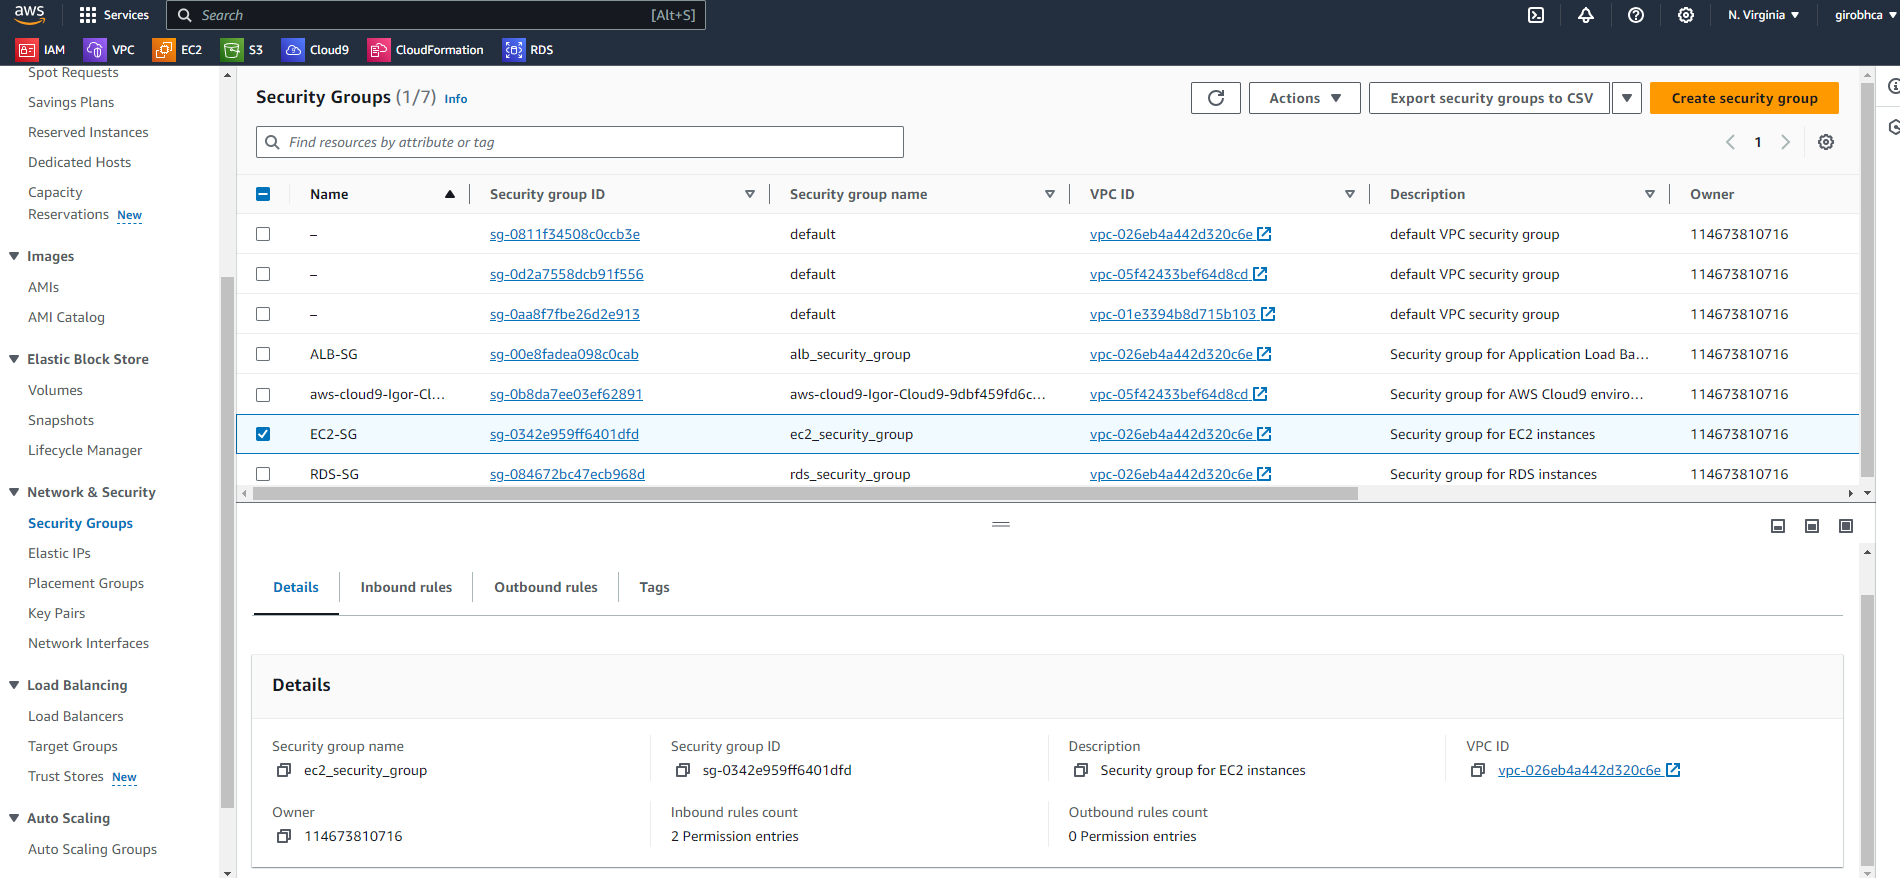 aws Services Search [Alt+S] N. Virginia girobhca
IAM VPC EC2 S3 Cloud9 CloudFormation RDS
Spot Requests
Savings Plans
Reserved Instances
Dedicated Hosts
Capacity
Reservations New
Images
AMIs
AMI Catalog
Elastic Block Store
Volumes
Snapshots
Lifecycle Manager
Network & Security
Security Groups
Elastic IPs
Placement Groups
Key Pairs
Network Interfaces
Load Balancing
Load Balancers
Target Groups
Trust Stores New
Auto Scaling
Auto Scaling Groups
Security Groups (1/7) Info Actions Export security groups to CSV Create security group
Find resources by attribute or tag 1
Name Security group ID Security group name VPC ID Description Owner
– sg-0811f34508c0ccb3e default vpc-026eb4a442d320c6e default VPC security group 114673810716
– sg-0d2a7558dcb91f556 default vpc-05f42433bef64d8cd default VPC security group 114673810716
– sg-0aa8f7fbe26d2e913 default vpc-01e3394b8d715b103 default VPC security group 114673810716
ALB-SG sg-00e8fadea098c0cab alb_security_group vpc-026eb4a442d320c6e Security group for Application Load Ba... 114673810716
aws-cloud9-Igor-Cl... sg-0b8da7ee03ef62891 aws-cloud9-Igor-Cloud9-9dbf459fd6c... vpc-05f42433bef64d8cd Security group for AWS Cloud9 enviro... 114673810716
EC2-SG sg-0342e959ff6401dfd ec2_security_group vpc-026eb4a442d320c6e Security group for EC2 instances 114673810716
RDS-SG sg-084672bc47ecb968d rds_security_group vpc-026eb4a442d320c6e Security group for RDS instances 114673810716
Details Inbound rules Outbound rules Tags
Details
Security group name Security group ID Description VPC ID
ec2_security_group sg-0342e959ff6401dfd Security group for EC2 instances vpc-026eb4a442d320c6e
Owner Inbound rules count Outbound rules count
114673810716 2 Permission entries 0 Permission entries